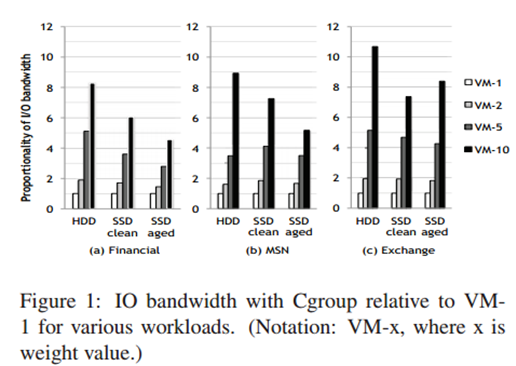 Proportionality of I/O bandwidth
12
10
8
6
4
2
0
HDD SSD clean SSD aged
(a) Financial
12
10
8
6
4
2
0
HDD SSD clean SSD aged
(b) MSN
12
10
8
6
4
2
0
HDD SSD clean SSD aged
(c) Exchange
VM-1
VM-2
VM-5
VM-10
Figure 1: IO bandwidth with Cgroup relative to VM-
1 for various workloads. (Notation: VM-x, where x is
weight value.)